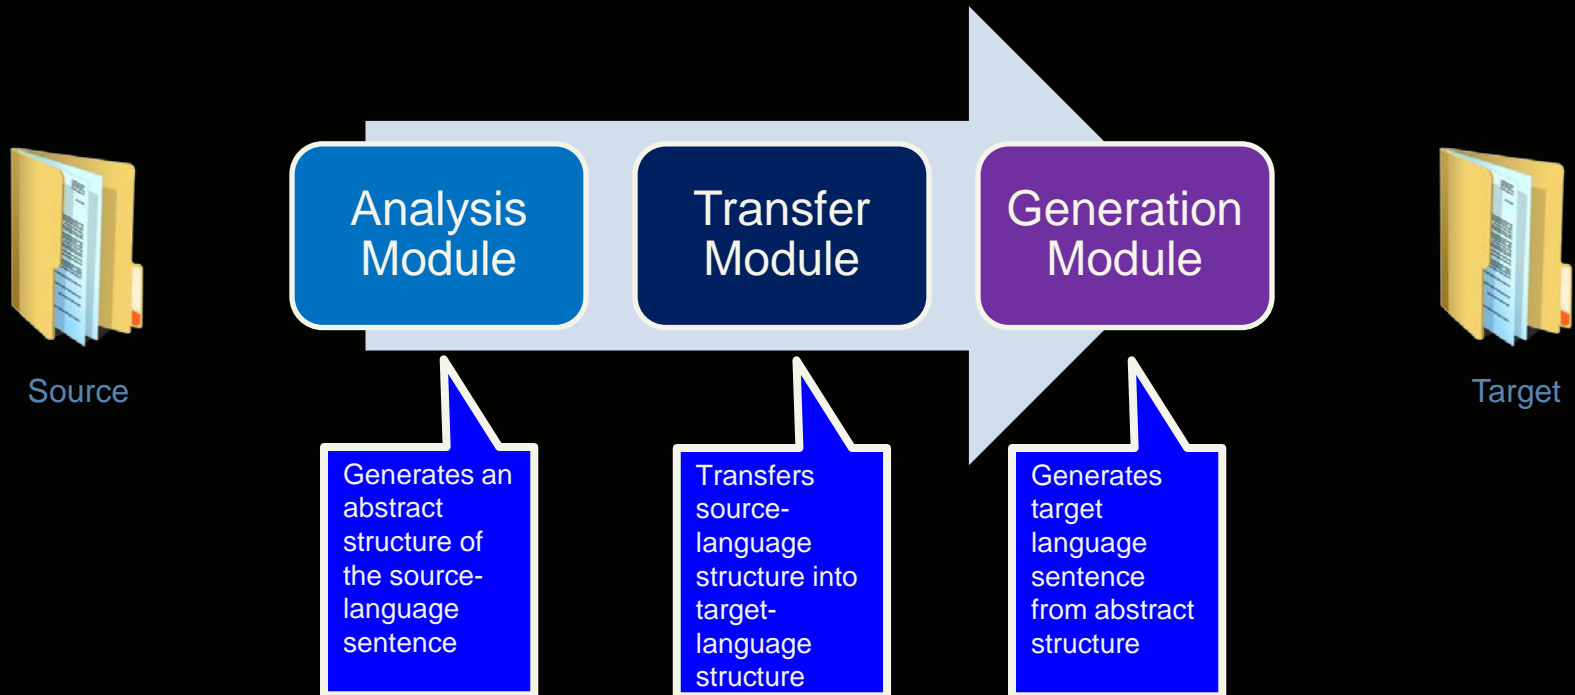 Analysis
Module
Transfer
Module
Generation
Module
Source
Target
Generates an
abstract
structure of
the source-
language
sentence
Transfers
source-
language
structure into
target-
language
structure
Generates
target
language
sentence
from abstract
structure